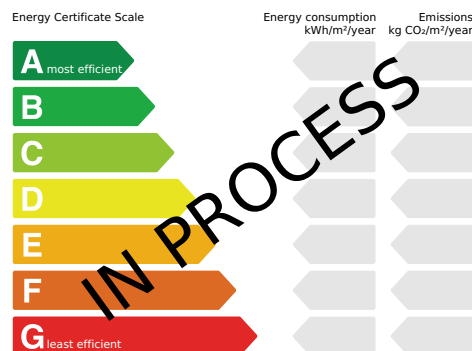 Energy Certificate Scale
Energy consumption
kWh/m²/year
Emissions
kg CO₂/m²/year
A most efficient
B
C
D
E
F
G least efficient
IN PROCESS